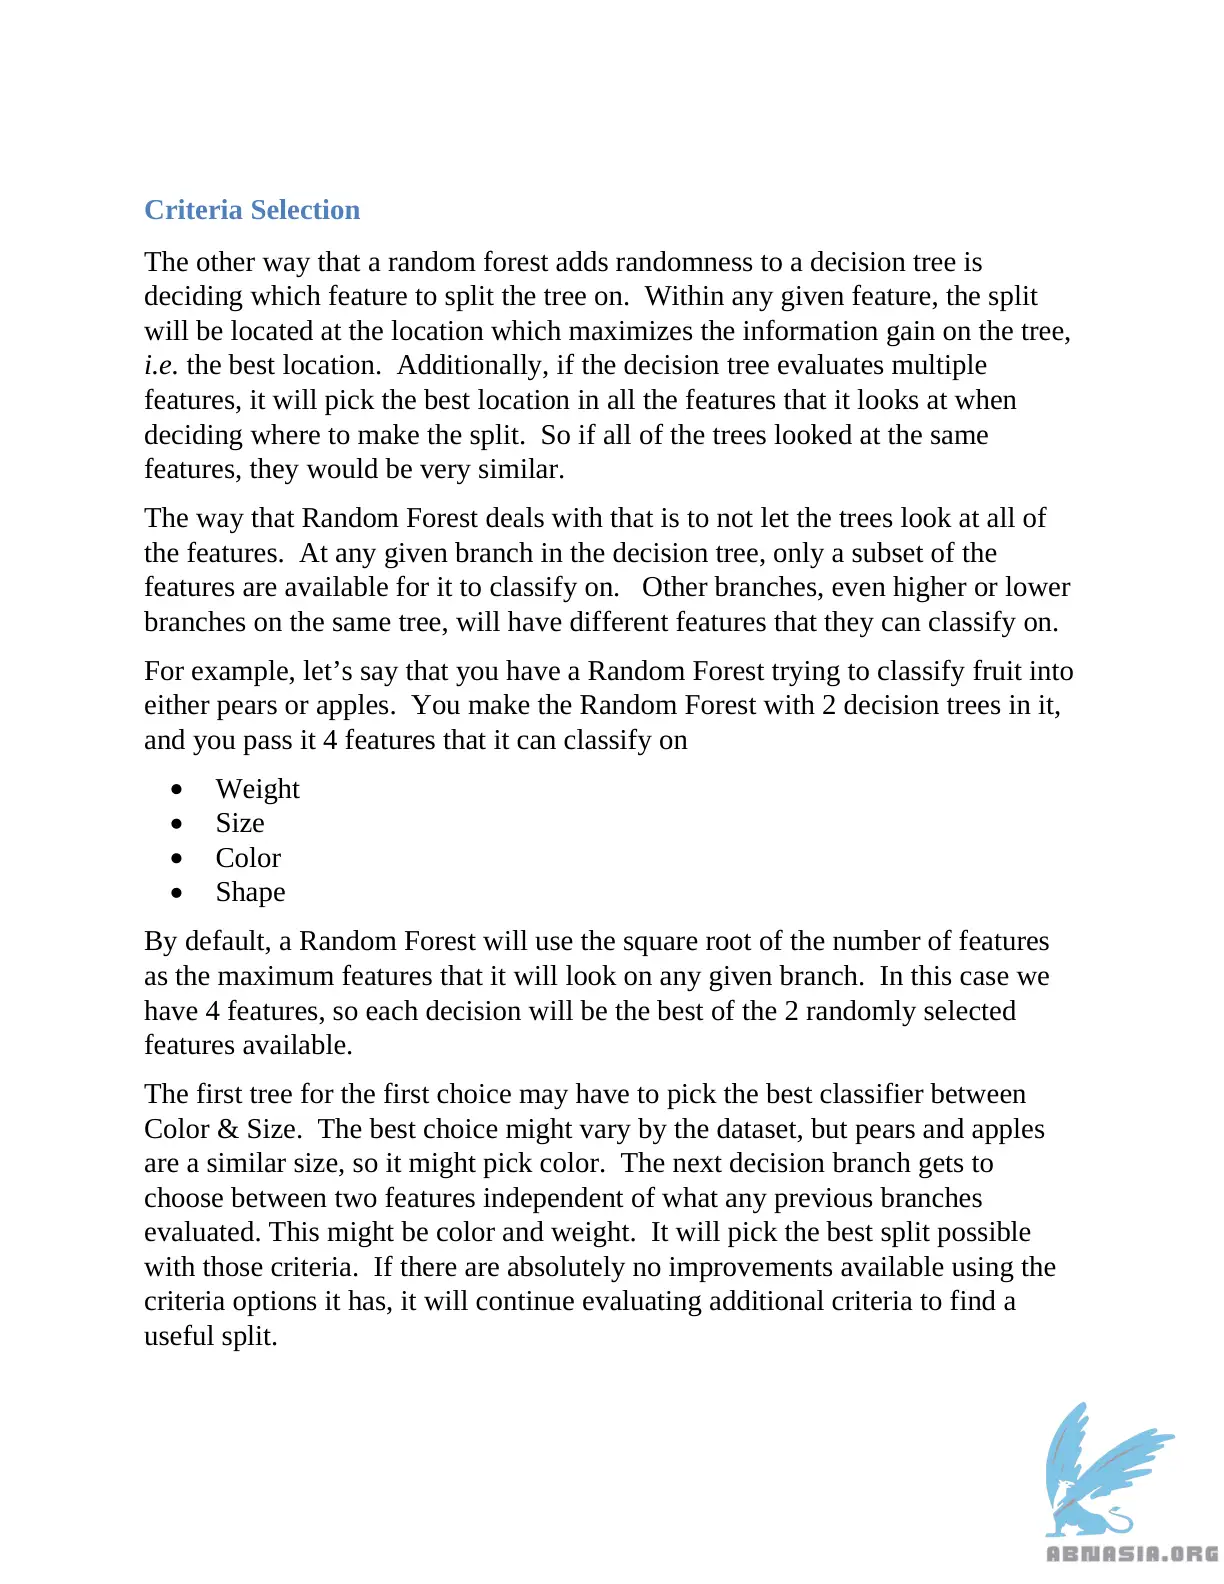 Criteria Selection
The other way that a random forest adds randomness to a decision tree is
deciding which feature to split the tree on.  Within any given feature, the split
will be located at the location which maximizes the information gain on the tree,
i.e. the best location.  Additionally, if the decision tree evaluates multiple
features, it will pick the best location in all the features that it looks at when
deciding where to make the split.  So if all of the trees looked at the same
features, they would be very similar.
The way that Random Forest deals with that is to not let the trees look at all of
the features.  At any given branch in the decision tree, only a subset of the
features are available for it to classify on.   Other branches, even higher or lower
branches on the same tree, will have different features that they can classify on.
For example, let’s say that you have a Random Forest trying to classify fruit into
either pears or apples.  You make the Random Forest with 2 decision trees in it,
and you pass it 4 features that it can classify on
• Weight
• Size
• Color
• Shape
By default, a Random Forest will use the square root of the number of features
as the maximum features that it will look on any given branch.  In this case we
have 4 features, so each decision will be the best of the 2 randomly selected
features available.
The first tree for the first choice may have to pick the best classifier between
Color & Size.  The best choice might vary by the dataset, but pears and apples
are a similar size, so it might pick color.  The next decision branch gets to
choose between two features independent of what any previous branches
evaluated. This might be color and weight.  It will pick the best split possible
with those criteria.  If there are absolutely no improvements available using the
criteria options it has, it will continue evaluating additional criteria to find a
useful split.
ABNASIA.ORG